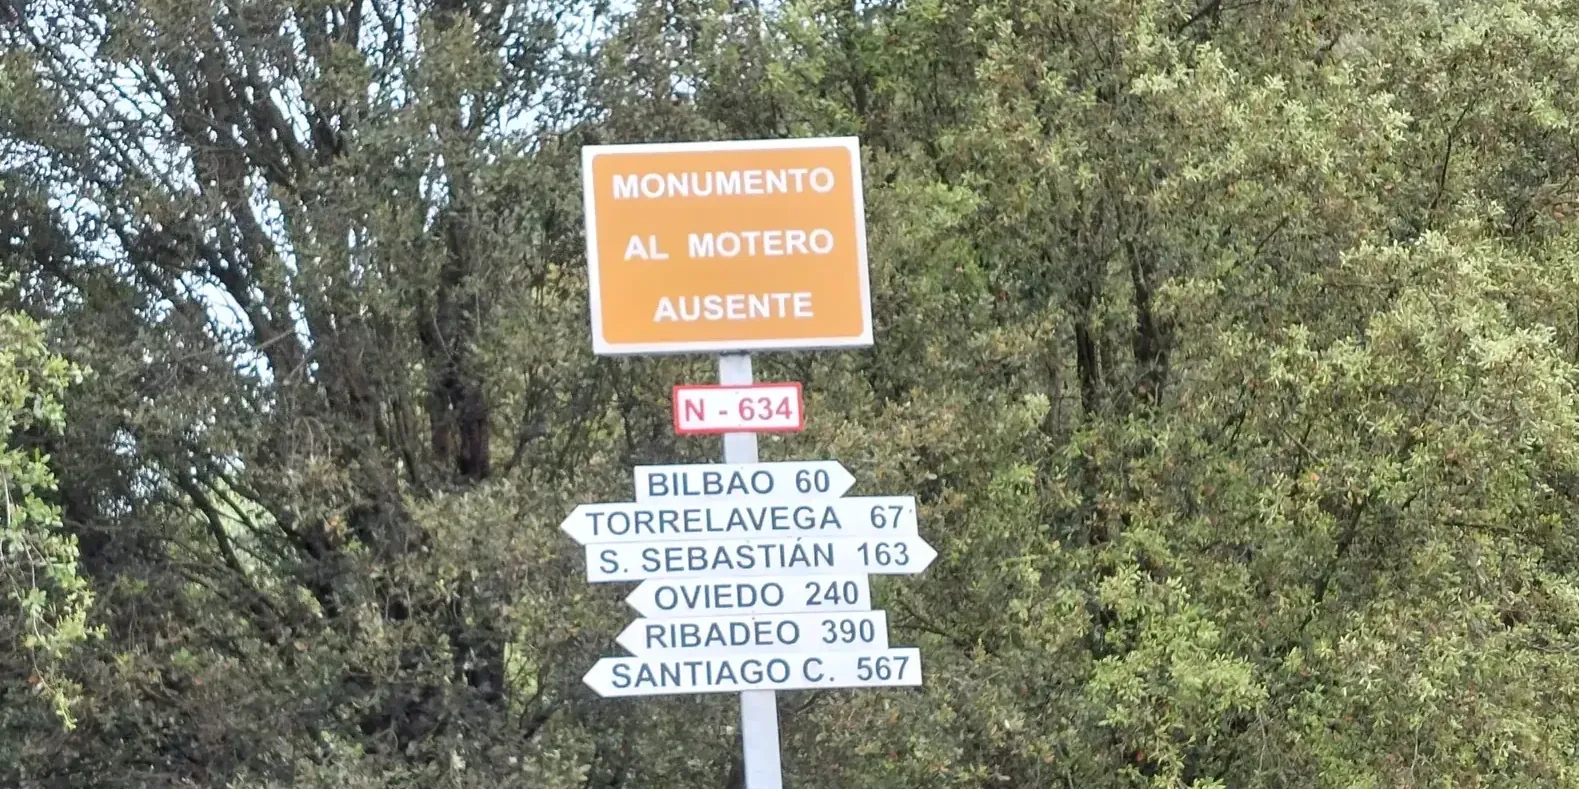 MONUMENTO
AL MOTERO
AUSENTE
N - 634
BILBAO 60
TORRELAVEGA 67
S. SEBASTIÁN 163
OVIEDO 240
RIBADEO 390
SANTIAGO C. 567